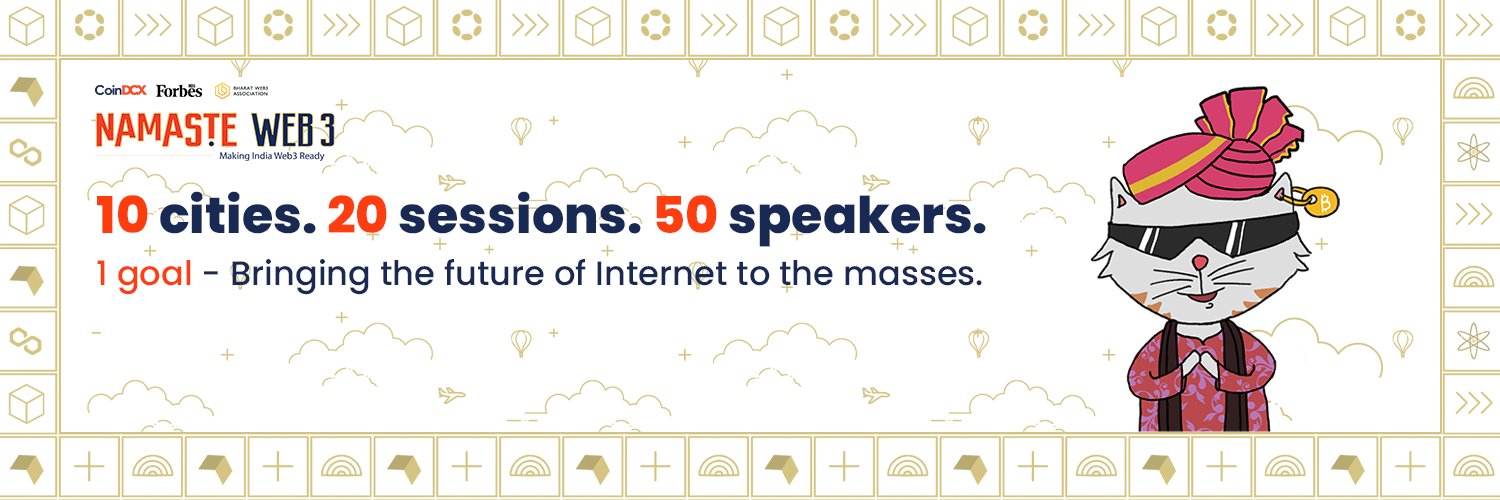 CoinDCX Forbes BHARAT WEB3 ASSOCIATION
NAMASTE WEB 3
Making India Web3 Ready
10 cities. 20 sessions. 50 speakers.
1 goal - Bringing the future of Internet to the masses.